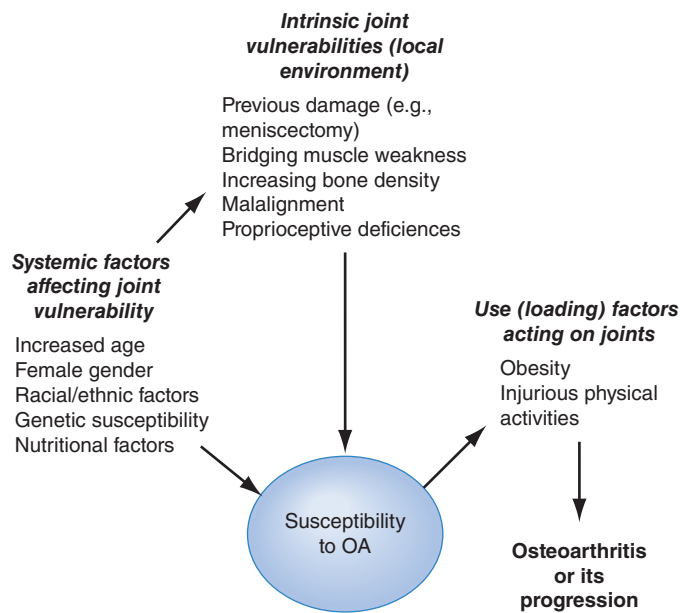 Intrinsic joint
vulnerabilities (local
environment)
Previous damage (e.g.,
meniscectomy)
Bridging muscle weakness
Increasing bone density
Malalignment
Proprioceptive deficiences
Systemic factors
affecting joint
vulnerability
Increased age
Female gender
Racial/ethnic factors
Genetic susceptibility
Nutritional factors
Susceptibility
to OA
Use (loading) factors
acting on joints
Obesity
Injurious physical
activities
Osteoarthritis
or its
progression